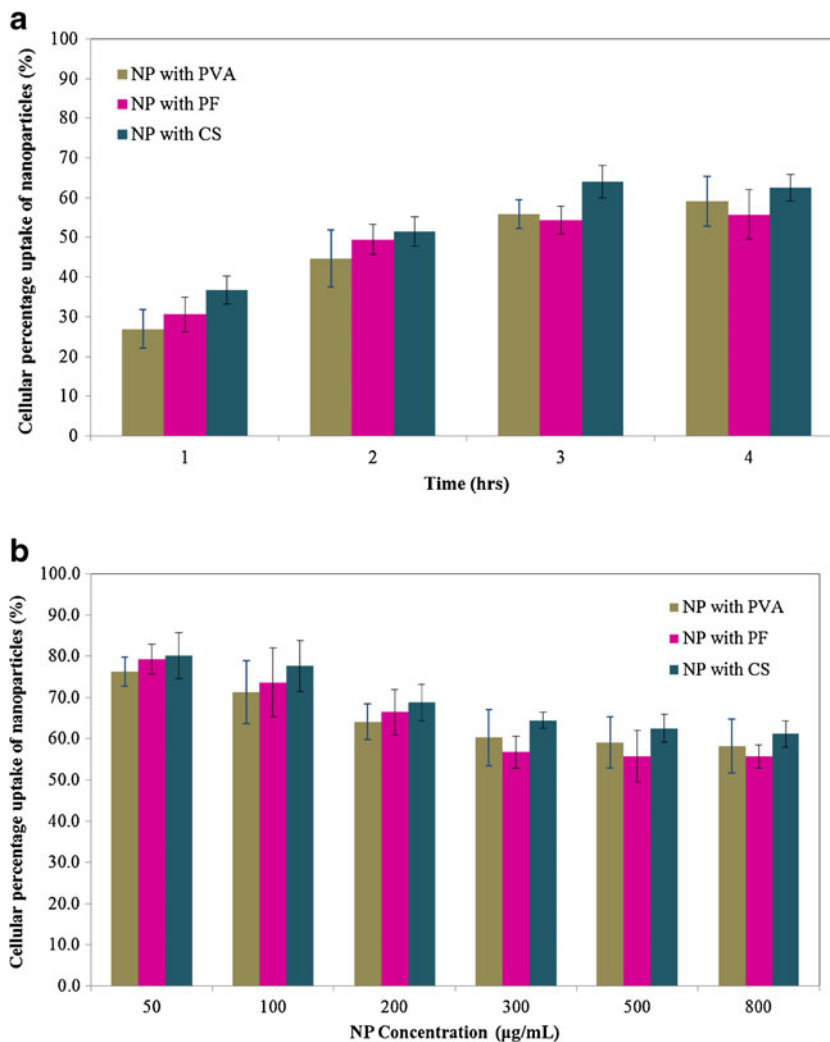 a
Cellular percentage uptake of nanoparticles (%)
100
90
80
70
60
50
40
30
20
10
0
NP with PVA
NP with PF
NP with CS
1 2 3 4
Time (hrs)
b
Cellular percentage uptake of nanoparticles (%)
100.0
90.0
80.0
70.0
60.0
50.0
40.0
30.0
20.0
10.0
0.0
NP with PVA
NP with PF
NP with CS
50 100 200 300 500 800
NP Concentration (µg/mL)